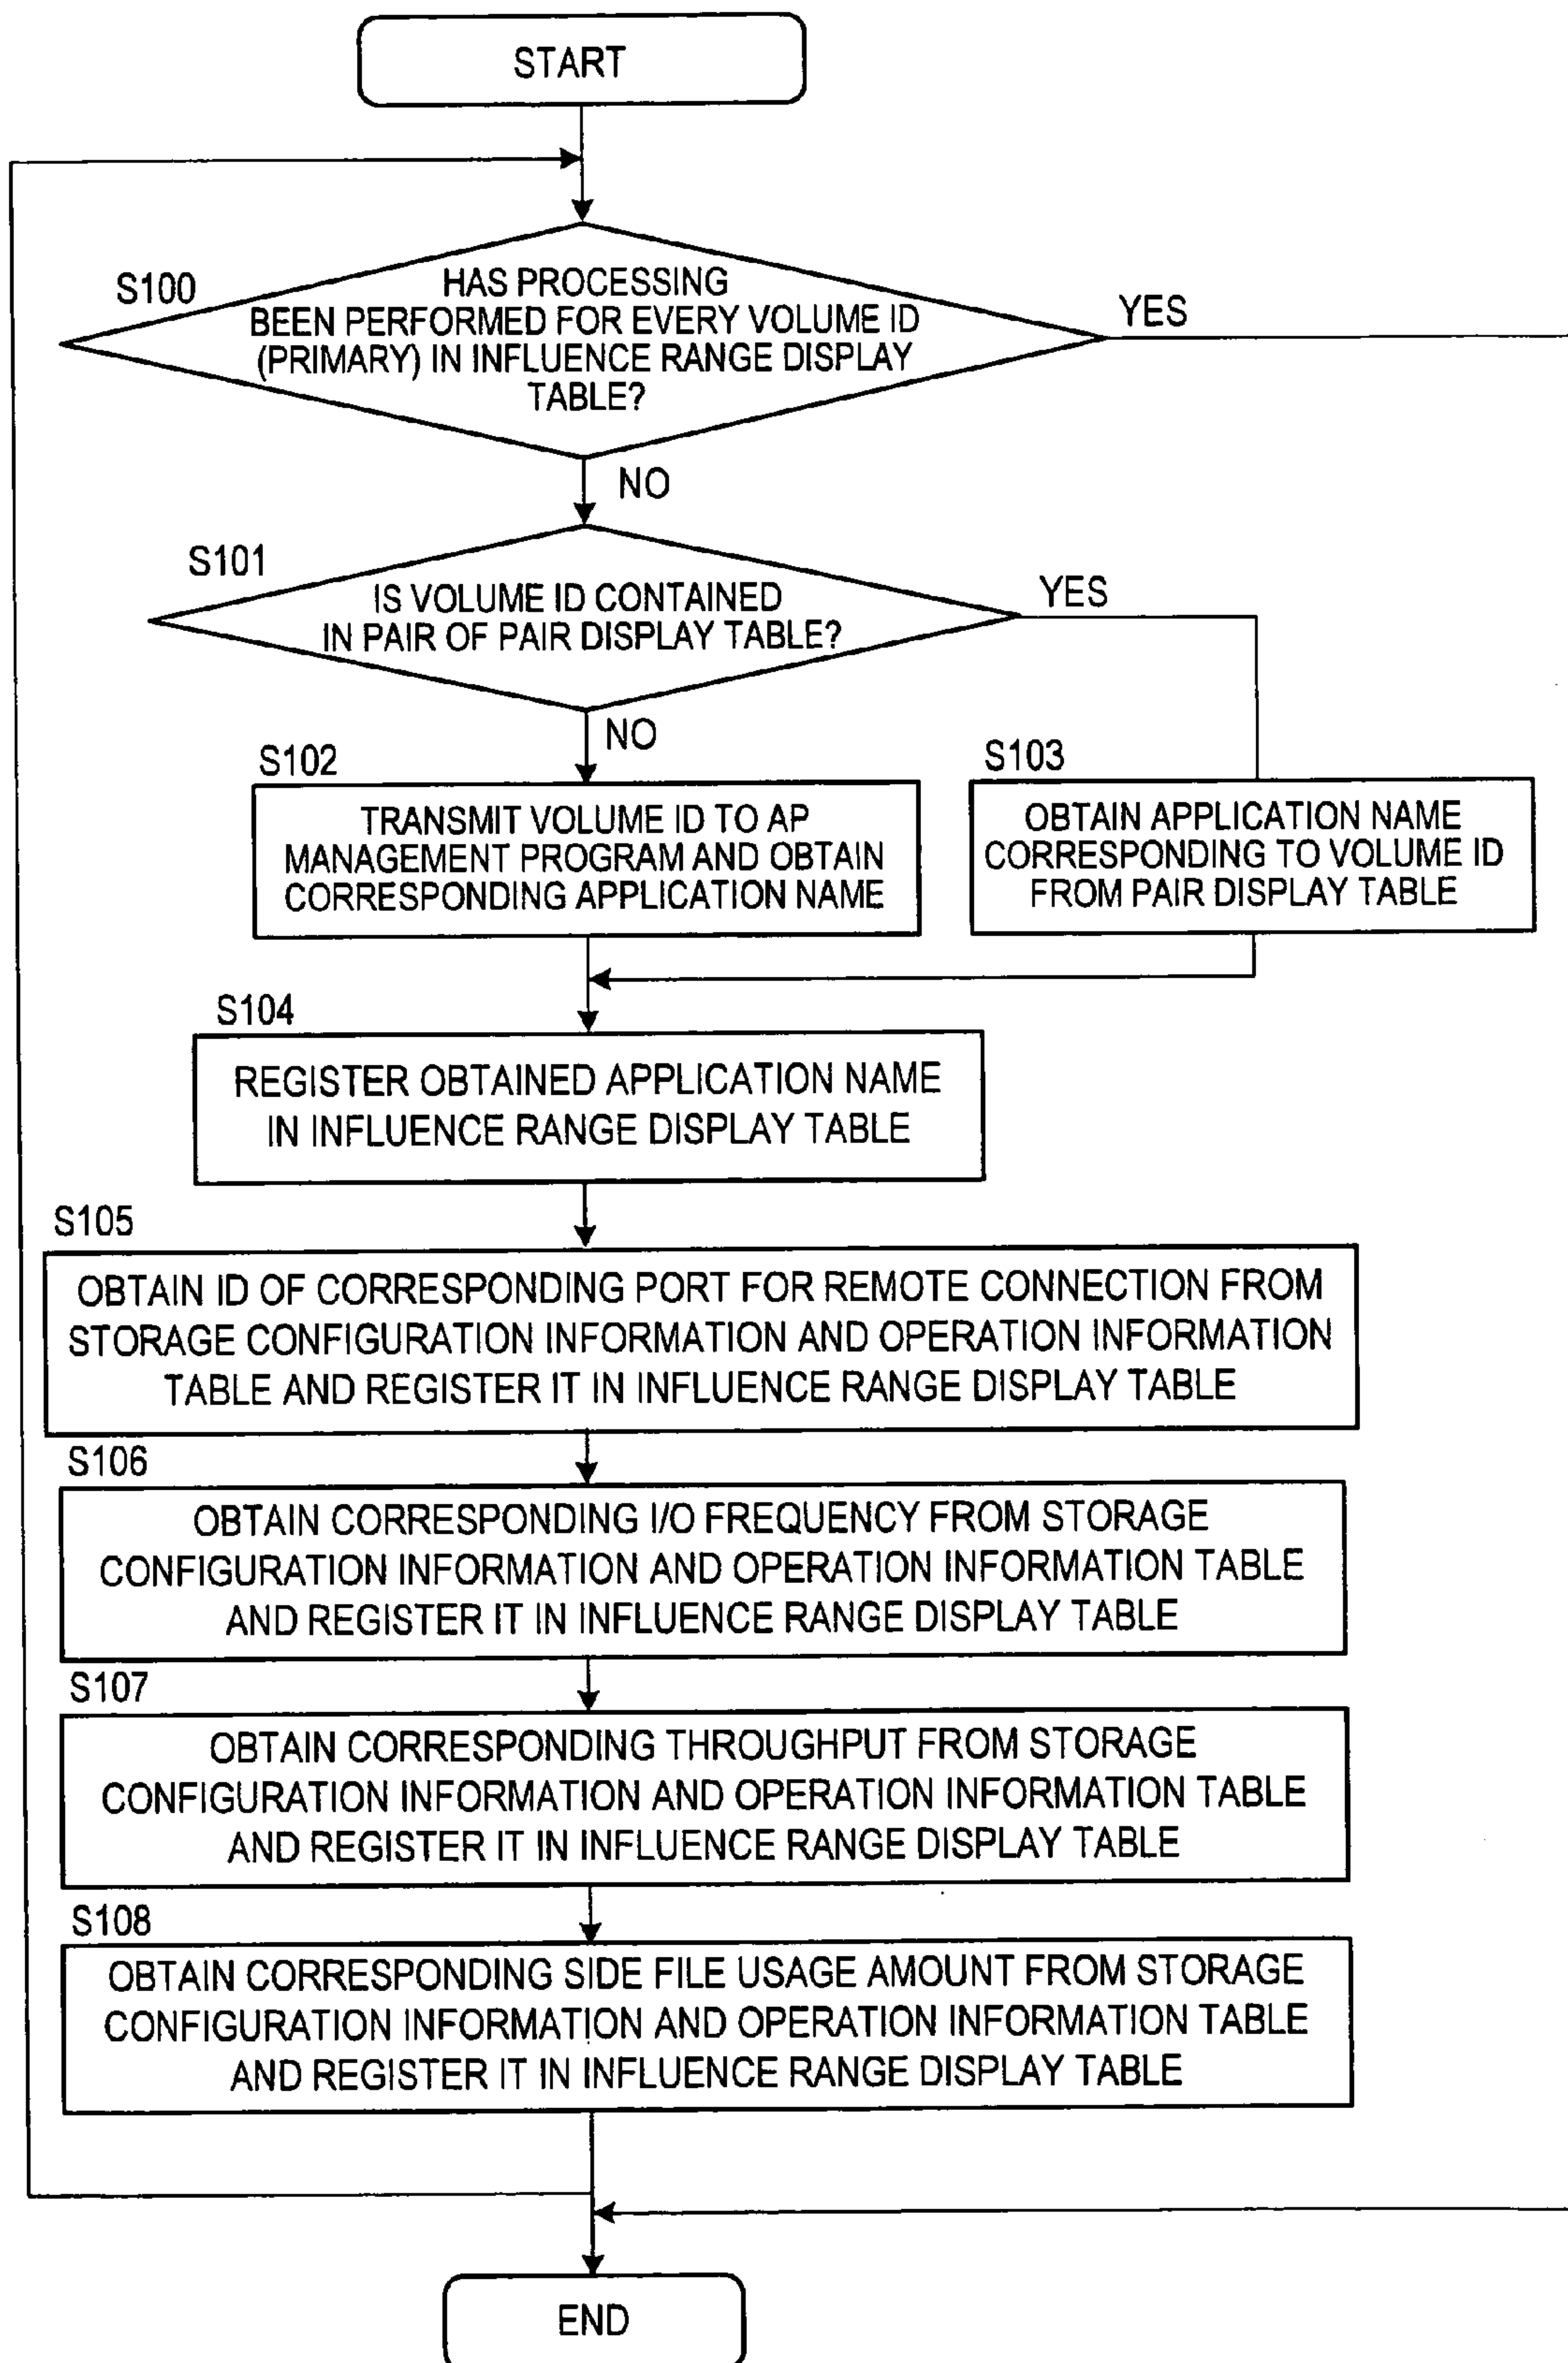 START
S100
HAS PROCESSING
BEEN PERFORMED FOR EVERY VOLUME ID
(PRIMARY) IN INFLUENCE RANGE DISPLAY
TABLE?
YES
NO
S101
IS VOLUME ID CONTAINED
IN PAIR OF PAIR DISPLAY TABLE?
YES
NO
S102
TRANSMIT VOLUME ID TO AP
MANAGEMENT PROGRAM AND OBTAIN
CORRESPONDING APPLICATION NAME
S103
OBTAIN APPLICATION NAME
CORRESPONDING TO VOLUME ID
FROM PAIR DISPLAY TABLE
S104
REGISTER OBTAINED APPLICATION NAME
IN INFLUENCE RANGE DISPLAY TABLE
S105
OBTAIN ID OF CORRESPONDING PORT FOR REMOTE CONNECTION FROM
STORAGE CONFIGURATION INFORMATION AND OPERATION INFORMATION
TABLE AND REGISTER IT IN INFLUENCE RANGE DISPLAY TABLE
S106
OBTAIN CORRESPONDING I/O FREQUENCY FROM STORAGE
CONFIGURATION INFORMATION AND OPERATION INFORMATION TABLE
AND REGISTER IT IN INFLUENCE RANGE DISPLAY TABLE
S107
OBTAIN CORRESPONDING THROUGHPUT FROM STORAGE
CONFIGURATION INFORMATION AND OPERATION INFORMATION TABLE
AND REGISTER IT IN INFLUENCE RANGE DISPLAY TABLE
S108
OBTAIN CORRESPONDING SIDE FILE USAGE AMOUNT FROM STORAGE
CONFIGURATION INFORMATION AND OPERATION INFORMATION TABLE
AND REGISTER IT IN INFLUENCE RANGE DISPLAY TABLE
END